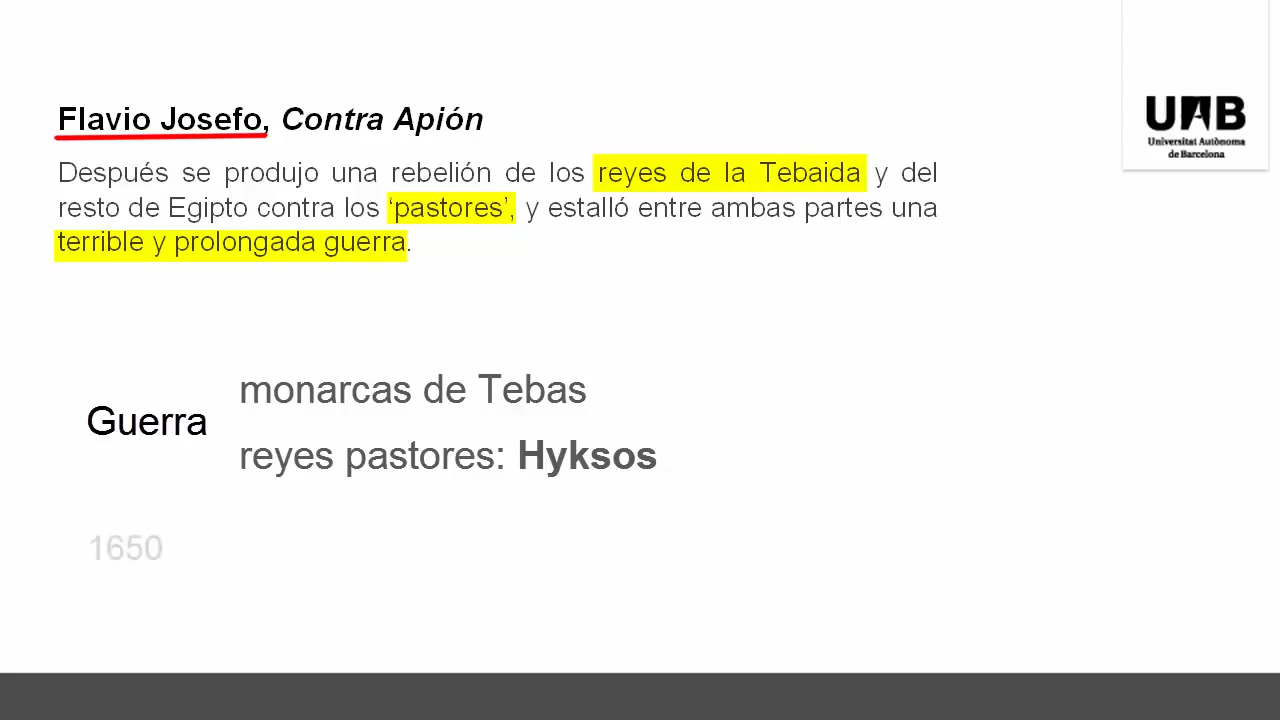 Flavio Josefo, Contra Apión
Después se produjo una rebelión de los reyes de la Tebaida y del
resto de Egipto contra los ‘pastores’, y estalló entre ambas partes una
terrible y prolongada guerra.
monarcas de Tebas
Guerra
reyes pastores: Hyksos
1650
UAB
Universitat Autònoma
de Barcelona